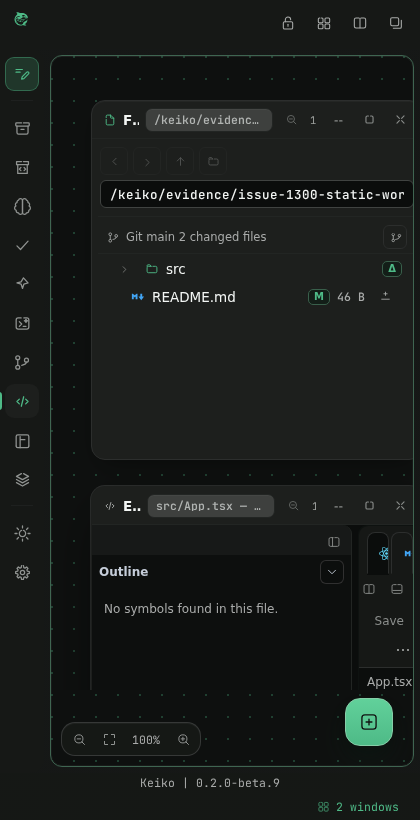 F..
/keiko/evidenc…
1
--
/keiko/evidence/issue-1300-static-wor
Git main 2 changed files
src
Δ
README.md
M
46 B
E..
src/App.tsx — …
1
--
Outline
No symbols found in this file.
Save
...
App.tsx
100%
Keiko | 0.2.0-beta.9
2 windows